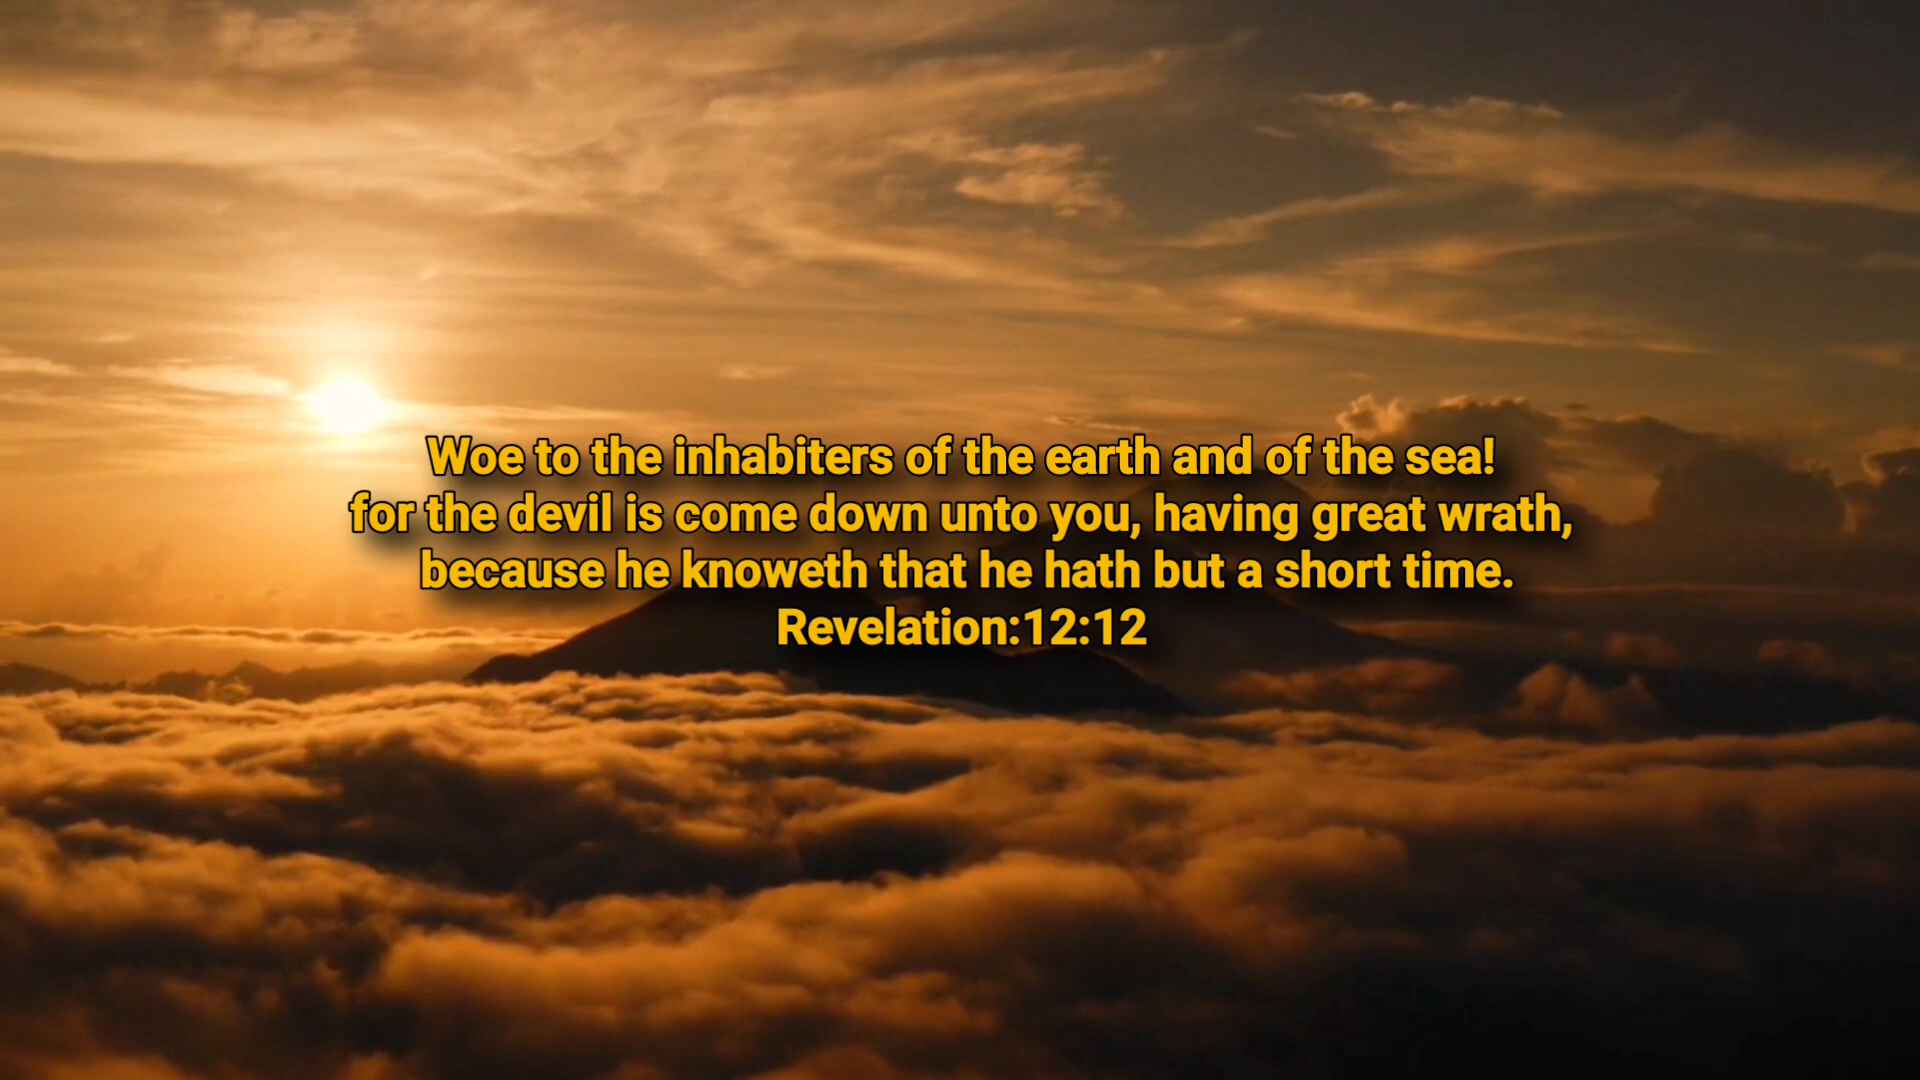 Woe to the inhabiters of the earth and of the sea!
for the devil is come down unto you, having great wrath,
because he knoweth that he hath but a short time.
Revelation:12:12